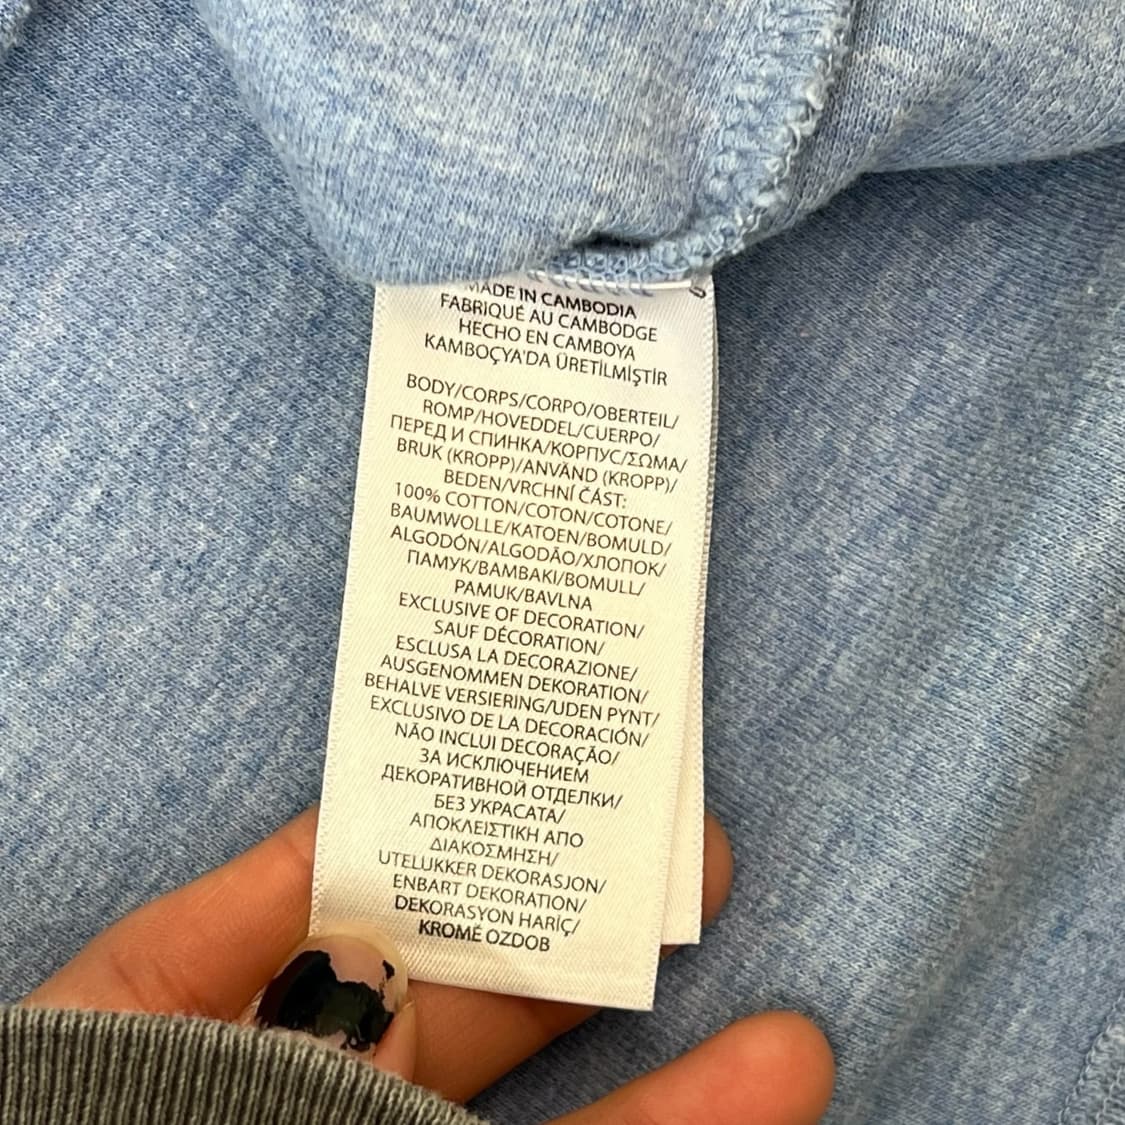 MADE IN CAMBODIA
FABRIQUÉ AU CAMBODGE
HECHO EN CAMBOYA
KAMBOÇYA'DA ÜRETİLMİŞTİR
BODY/CORPS/CORPO/OBERTEIL/
ROMP/HOVEDDEL/CUERPO/
ПЕРЕД И СПИНКА/КОРПУС/ΣΩΜΑ/
BRUK (KROPP)/ANVÄND (KROPP)/
BEDEN/VRCHNÍ ČÁST:
100% COTTON/COTON/COTONE/
BAUMWOLLE/KATOEN/BOMULD/
ALGODÓN/ALGODÃO/ХЛОПОК/
ПАМУК/ΒΑΜΒΑΚΙ/BOMULL/
PAMUK/BAVLNA
EXCLUSIVE OF DECORATION/
SAUF DÉCORATION/
ESCLUSA LA DECORAZIONE/
AUSGENOMMEN DEKORATION/
BEHALVE VERSIERING/UDEN PYNT/
EXCLUSIVO DE LA DECORACIÓN/
NÃO INCLUI DECORAÇÃO/
ЗА ИСКЛЮЧЕНИЕМ
ДЕКОРАТИВНОЙ ОТДЕЛКИ/
БЕЗ УКРАСАТА/
ΑΠΟΚΛΕΙΣΤΙΚΗ ΑΠΟ
ΔΙΑΚΟΣΜΗΣΗ/
UTELUKKER DEKORASJON/
ENBART DEKORATION/
DEKORASYON HARİÇ/
KROMĚ OZDOB